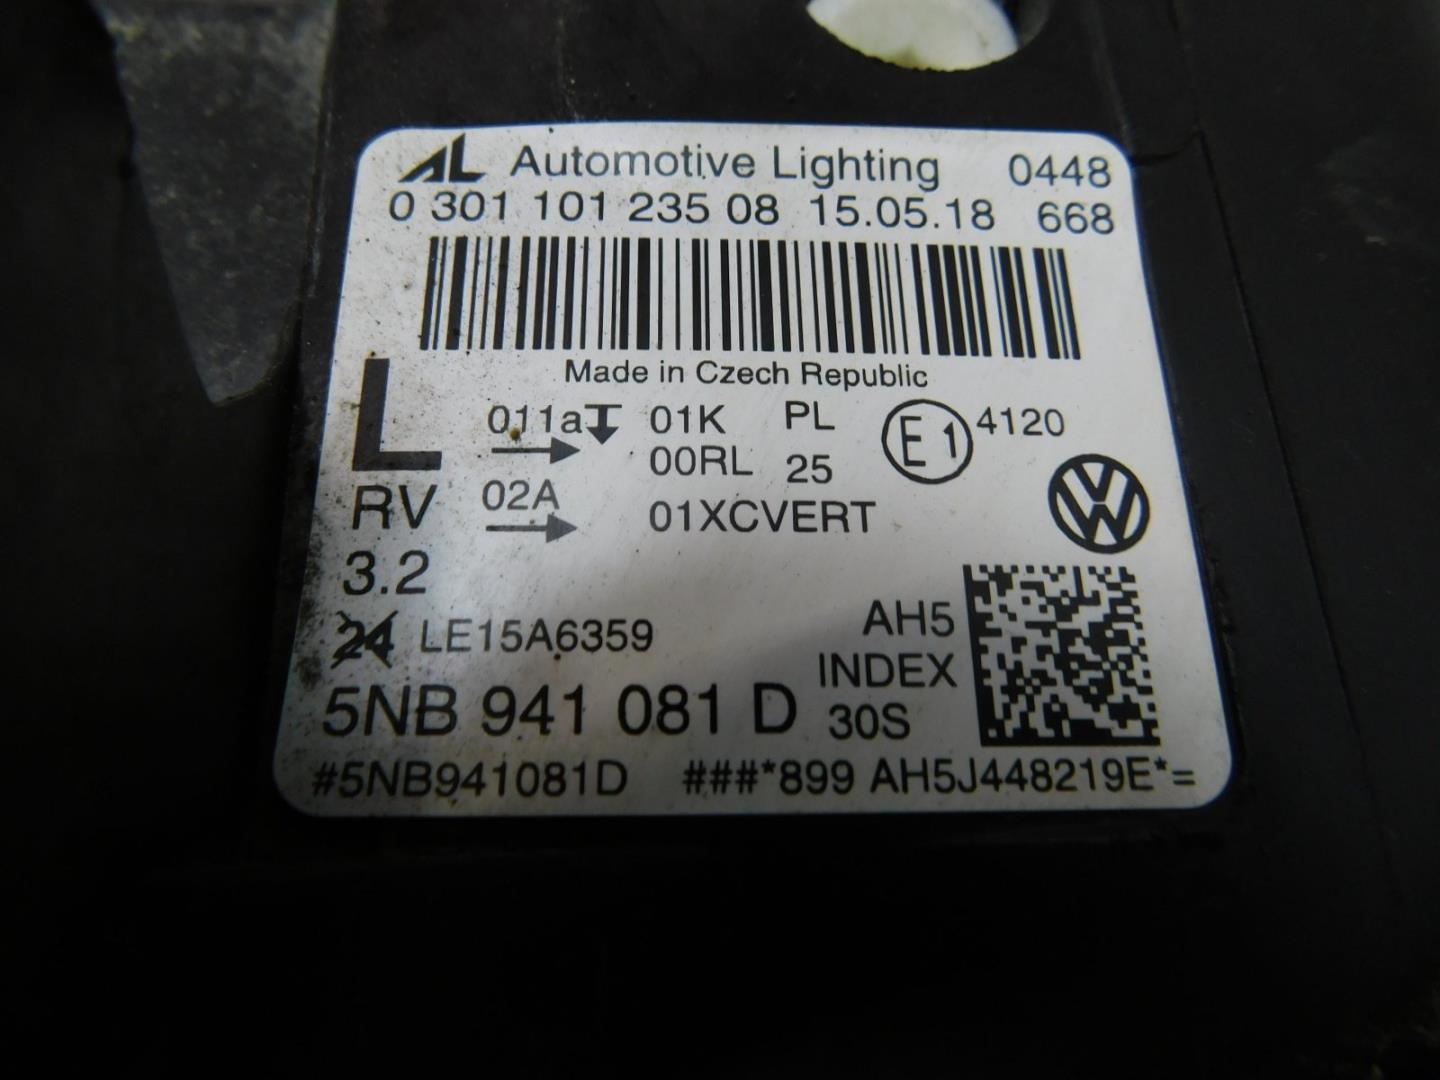 AL Automotive Lighting 0448
0 301 101 235 08 15.05.18 668
Made in Czech Republic
L 011a 01K PL E1 4120
00RL 25
RV 02A 01XCVERT
3.2
24 LE15A6359 AH5
INDEX
5NB 941 081 D 30S
#5NB941081D ###*899 AH5J448219E*=